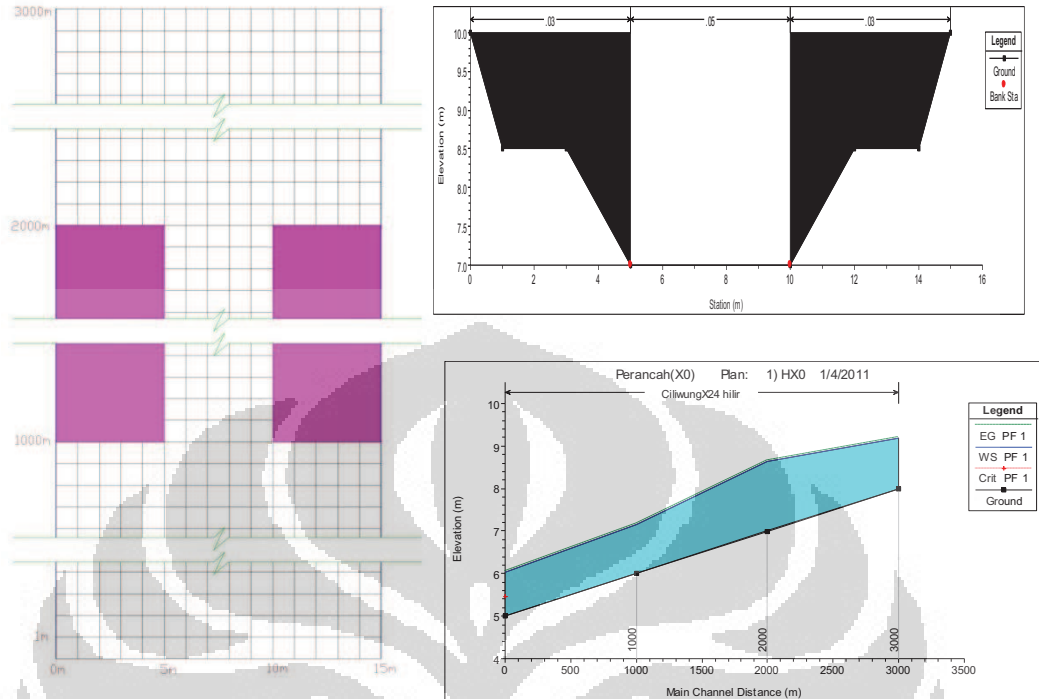 3000m
2000m
1000m
1m
0m 5m 10m 15m
.03 .05 .03
Elevation (m)
10.0
9.5
9.0
8.5
8.0
7.5
7.0
0 2 4 6 8 10 12 14 16
Station (m)
Legend
Ground
Bank Sta
Perancah(X0) Plan: 1) HX0 1/4/2011
CiliwungX24 hilir
Elevation (m)
10
9
8
7
6
5
4
1000
2000
3000
0 500 1000 1500 2000 2500 3000 3500
Main Channel Distance (m)
Legend
EG PF 1
WS PF 1
Crit PF 1
Ground